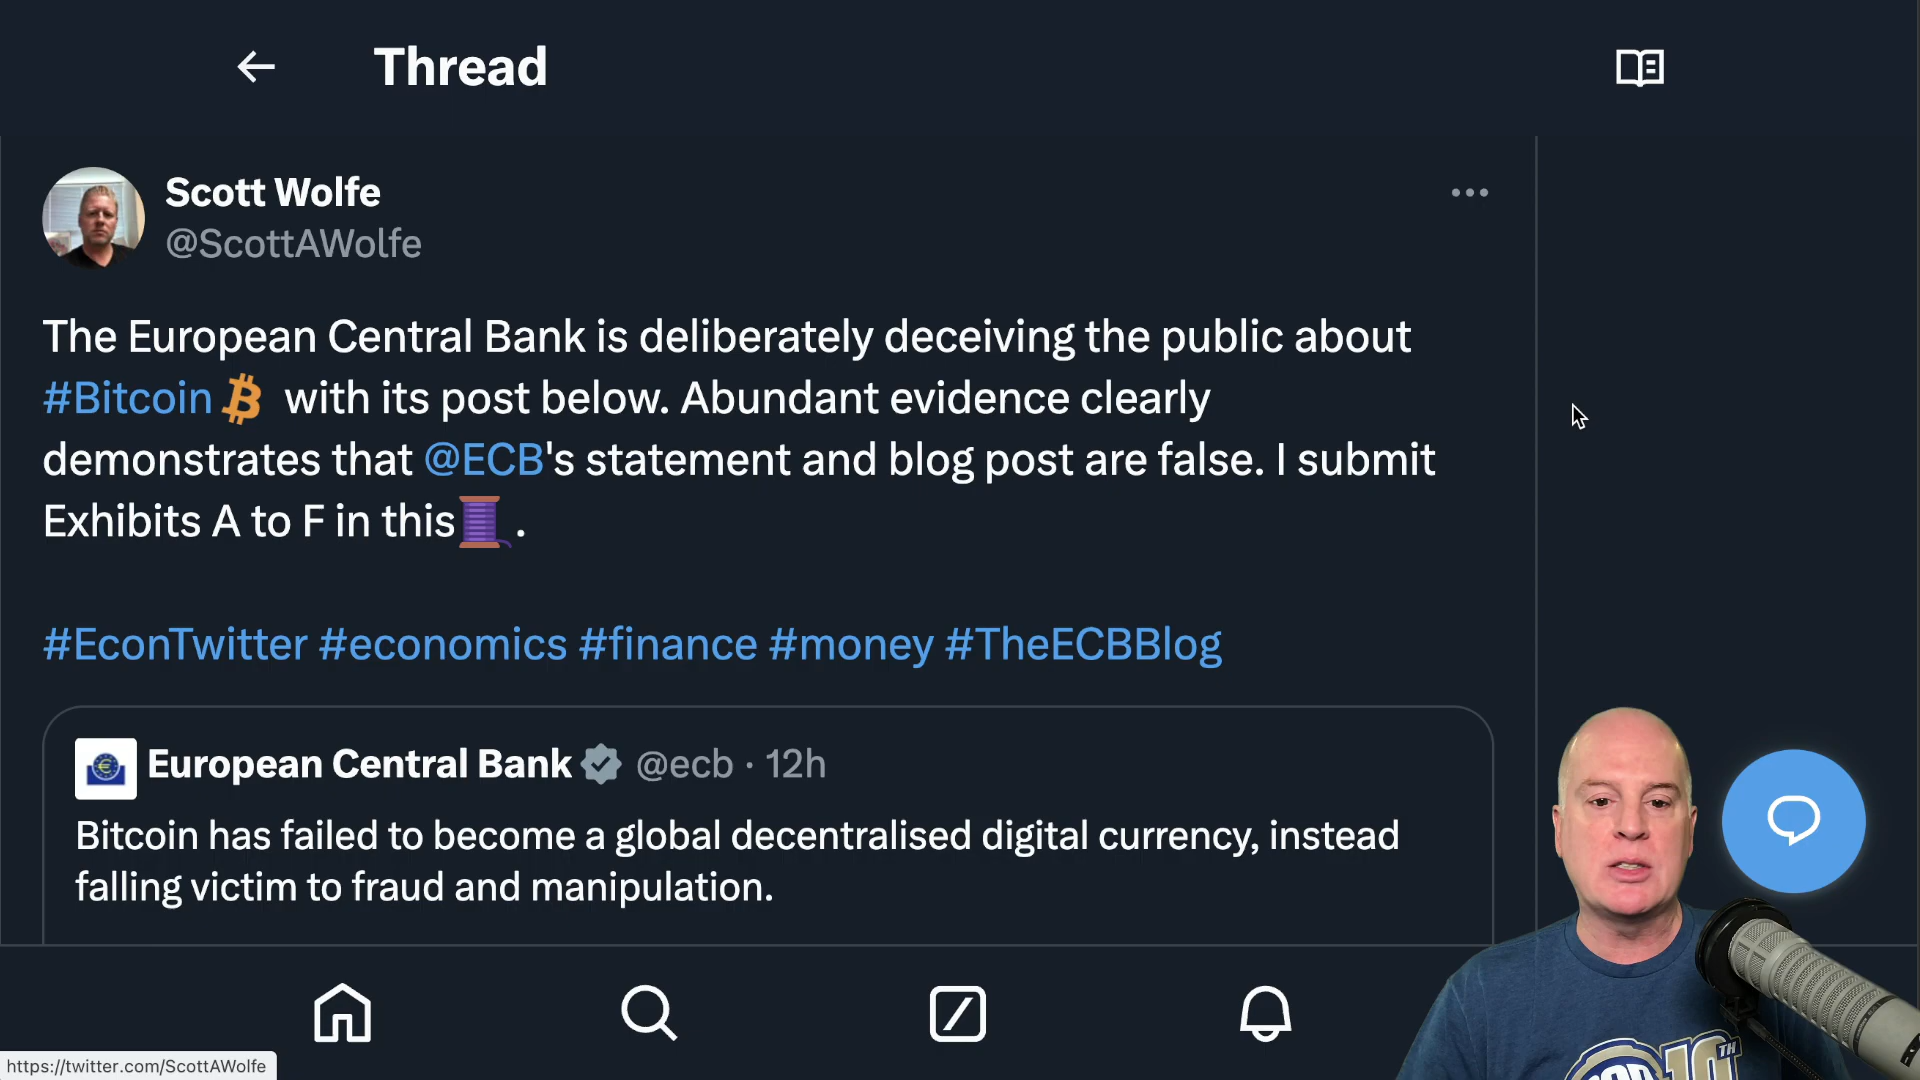 Thread
Scott Wolfe
@ScottAWolfe
The European Central Bank is deliberately deceiving the public about
#Bitcoin with its post below. Abundant evidence clearly
demonstrates that @ECB's statement and blog post are false. I submit
Exhibits A to F in this .
#EconTwitter #economics #finance #money #TheECBBlog
European Central Bank @ecb · 12h
Bitcoin has failed to become a global decentralised digital currency, instead
falling victim to fraud and manipulation.
https://twitter.com/ScottAWolfe
10TH